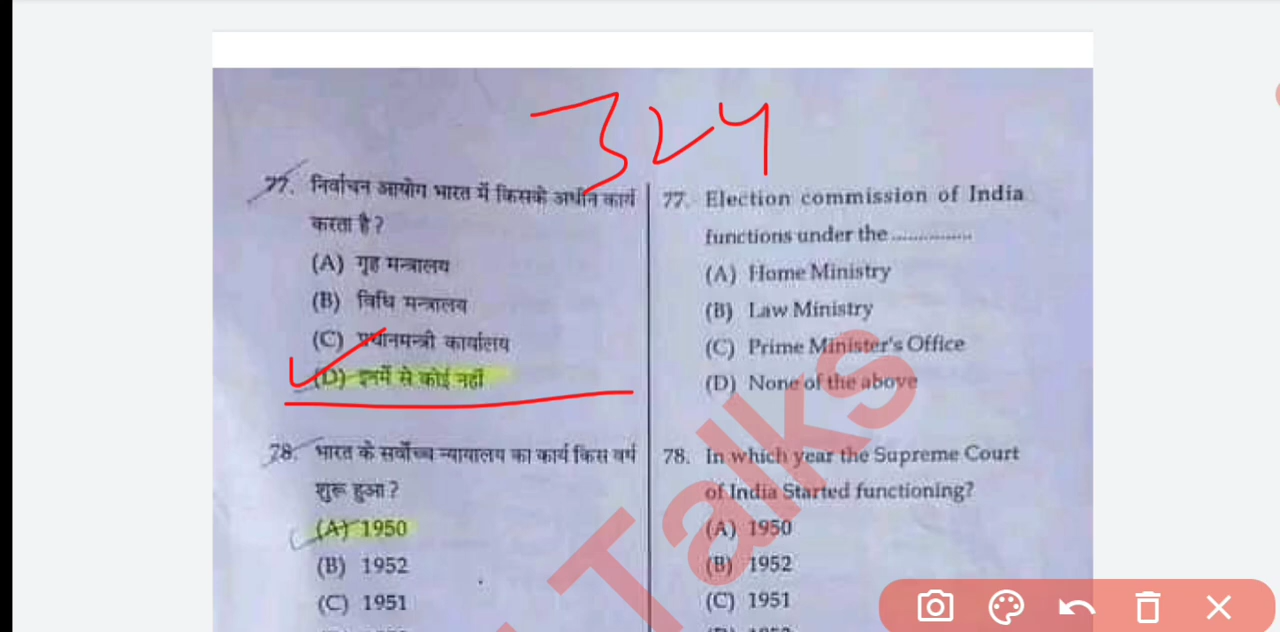 324
77. निर्वाचन आयोग भारत में किसके अधीन कार्य
करता है?
(A) गृह मन्त्रालय
(B) विधि मन्त्रालय
(C) प्रधानमन्त्री कार्यालय
(D) इनमें से कोई नहीं
78. भारत के सर्वोच्च न्यायालय का कार्य किस वर्ष
शुरू हुआ?
(A) 1950
(B) 1952
(C) 1951
77. Election commission of India
functions under the ...............
(A) Home Ministry
(B) Law Ministry
(C) Prime Minister's Office
(D) None of the above
78. In which year the Supreme Court
of India Started functioning?
(A) 1950
(B) 1952
(C) 1951
Talks